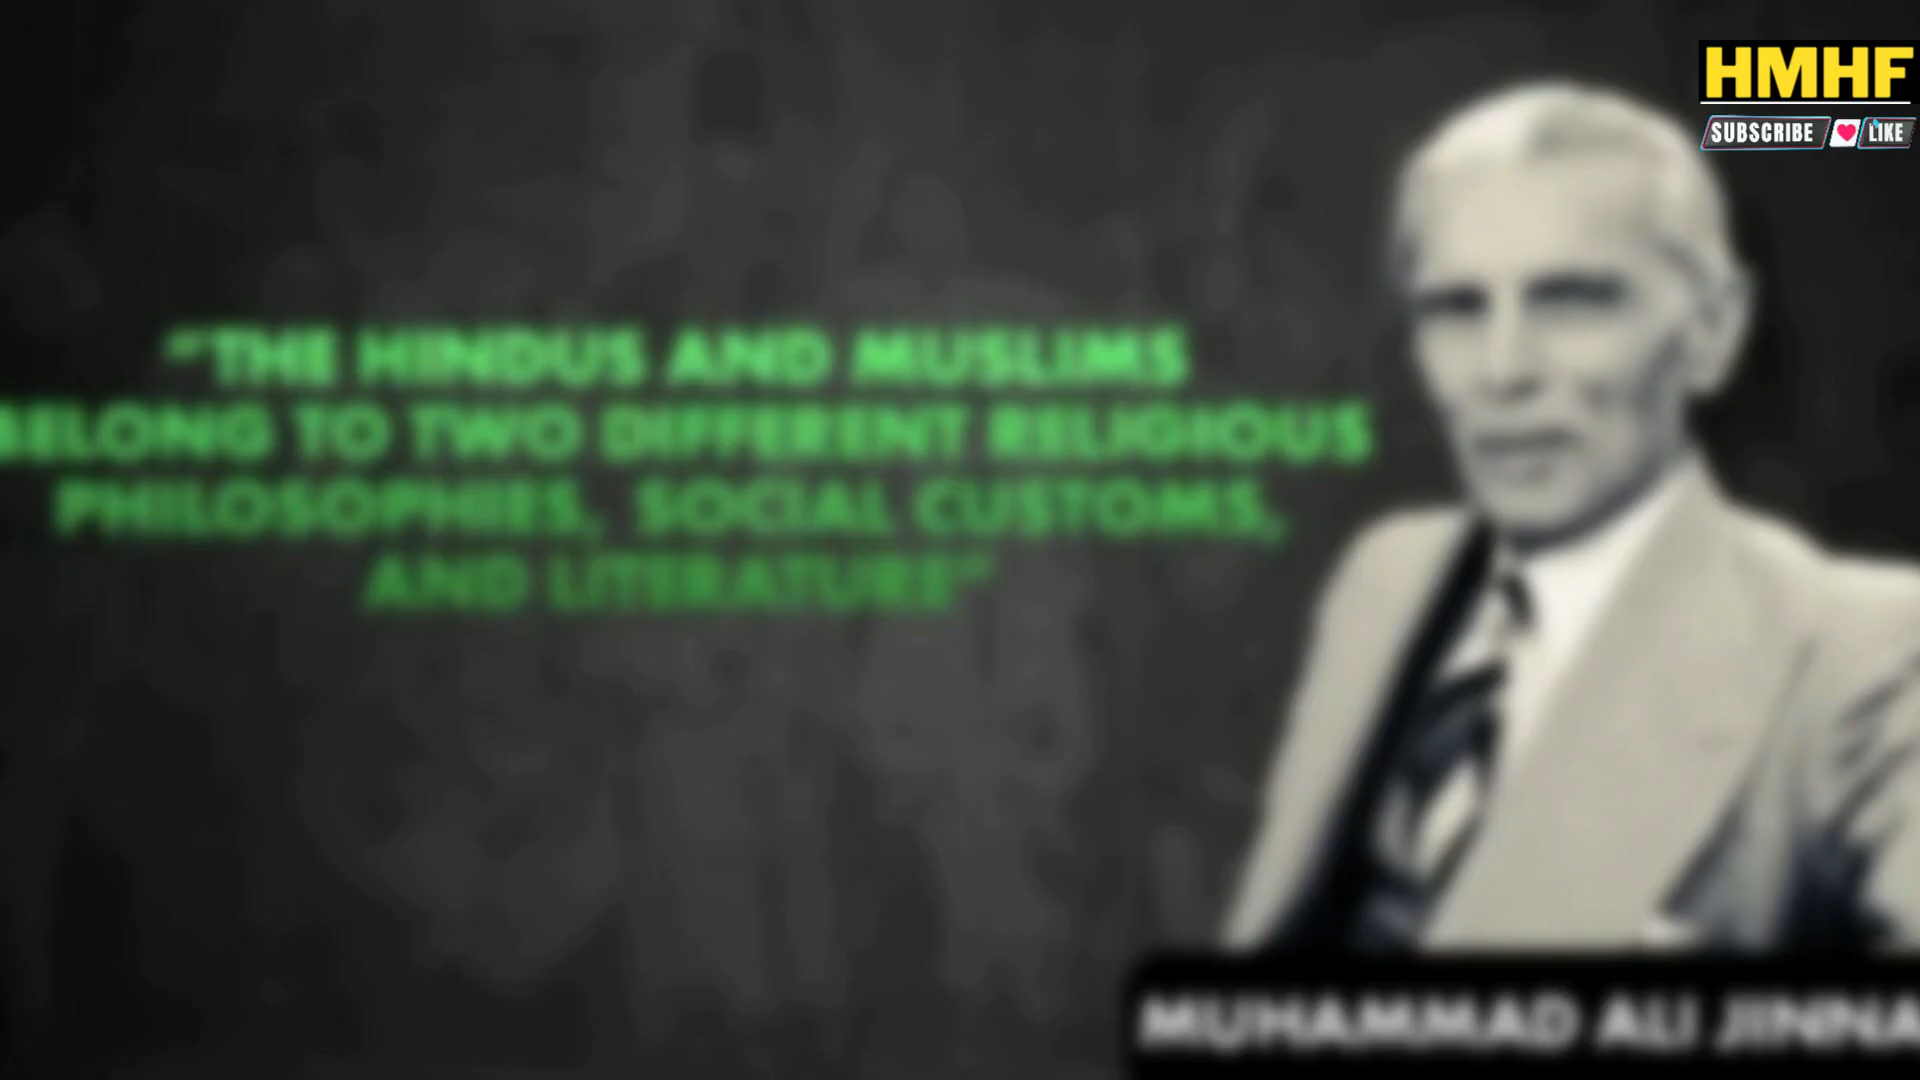 HMHF
SUBSCRIBE LIKE
"THE HINDUS AND MUSLIMS
BELONG TO TWO DIFFERENT RELIGIOUS
PHILOSOPHIES, SOCIAL CUSTOMS,
AND LITERATURE"
MUHAMMAD ALI JINNA